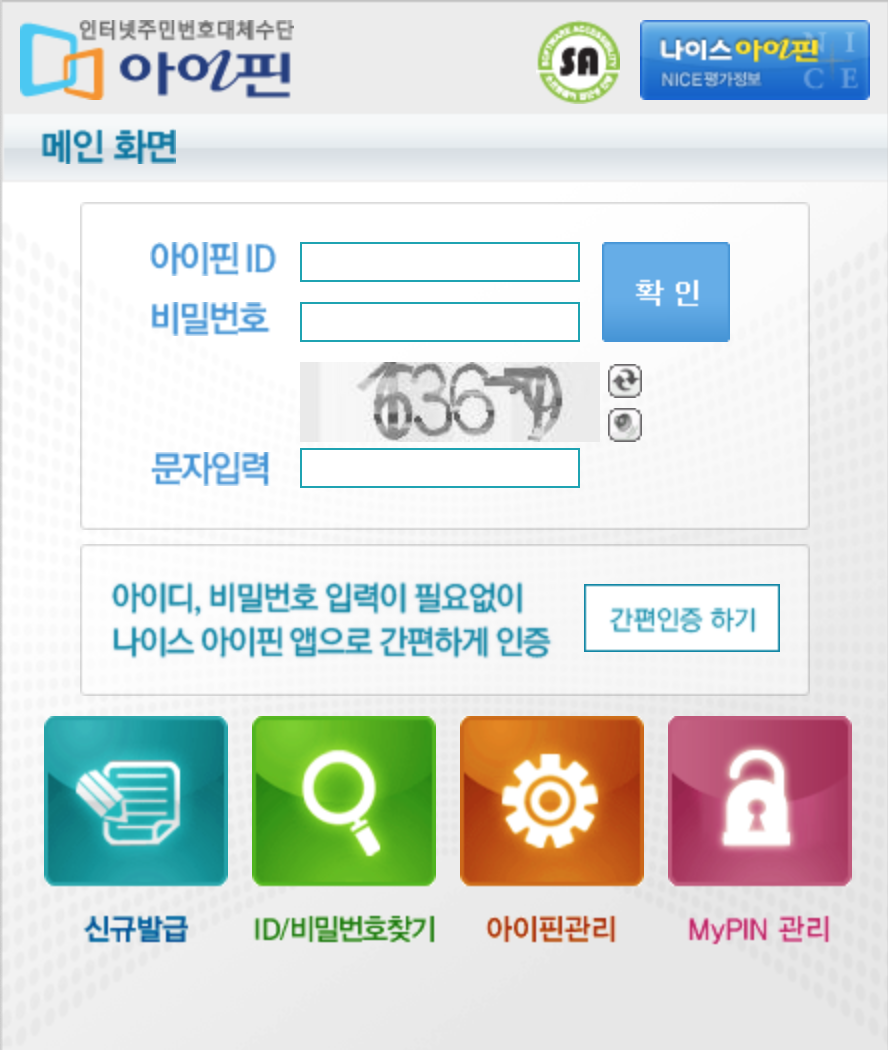 인터넷주민번호대체수단
아이핀
SOFTWARE ACCESSIBILITY
SA
나이스아이핀
NICE평가정보
NI
CE
메인 화면
아이핀 ID
비밀번호
확 인
문자입력
아이디, 비밀번호 입력이 필요없이
나이스 아이핀 앱으로 간편하게 인증
간편인증 하기
신규발급
ID/비밀번호찾기
아이핀관리
MyPIN 관리